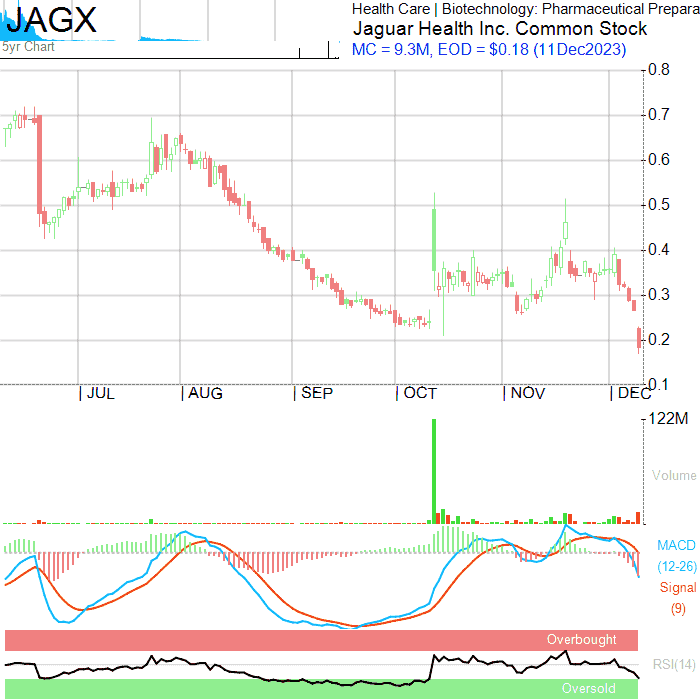 JAGX
Health Care | Biotechnology: Pharmaceutical Prepara
Jaguar Health Inc. Common Stock
MC = 9.3M, EOD = $0.18 (11Dec2023)
5yr Chart
0.8
0.7
0.6
0.5
0.4
0.3
0.2
0.1
| JUL | AUG | SEP | OCT | NOV | DEC
122M
Volume
MACD
(12-26)
Signal
(9)
Overbought
RSI(14)
Oversold